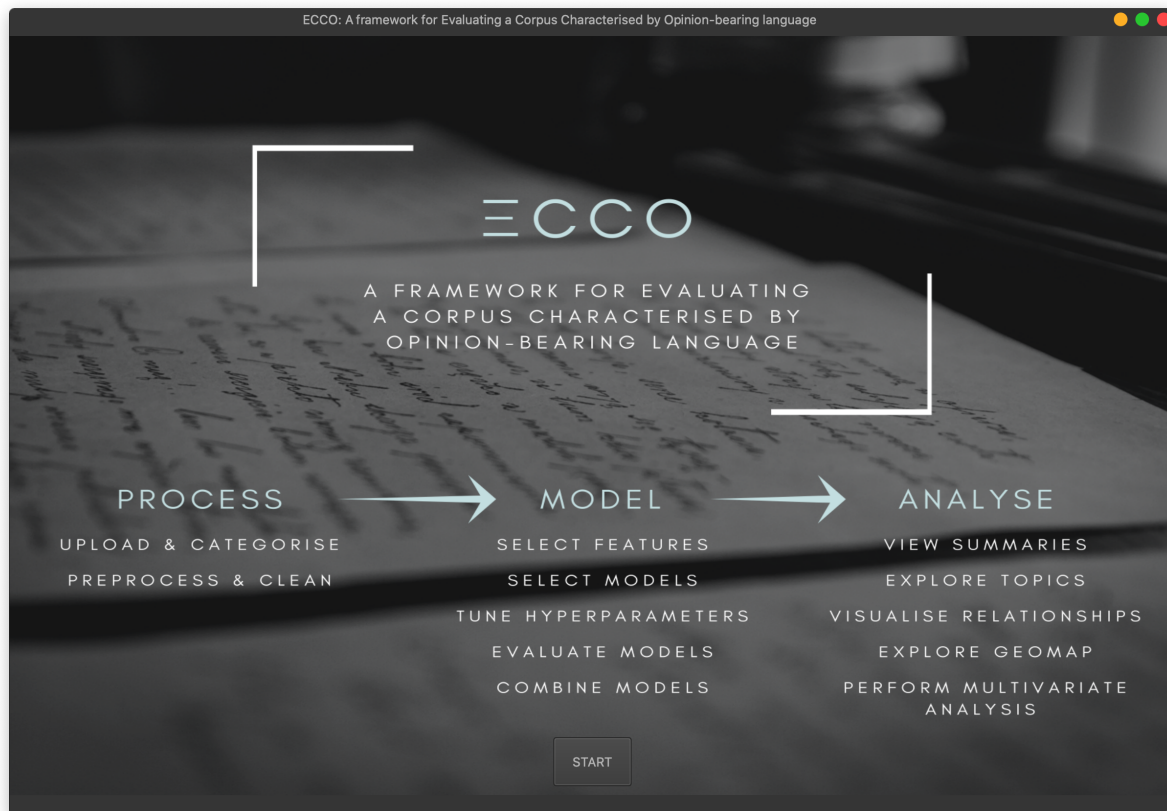 ECCO: A framework for Evaluating a Corpus Characterised by Opinion-bearing language
ECCO
A FRAMEWORK FOR EVALUATING
A CORPUS CHARACTERISED BY
OPINION-BEARING LANGUAGE
PROCESS
UPLOAD & CATEGORISE
PREPROCESS & CLEAN
MODEL
SELECT FEATURES
SELECT MODELS
TUNE HYPERPARAMETERS
EVALUATE MODELS
COMBINE MODELS
ANALYSE
VIEW SUMMARIES
EXPLORE TOPICS
VISUALISE RELATIONSHIPS
EXPLORE GEOMAP
PERFORM MULTIVARIATE
ANALYSIS
START